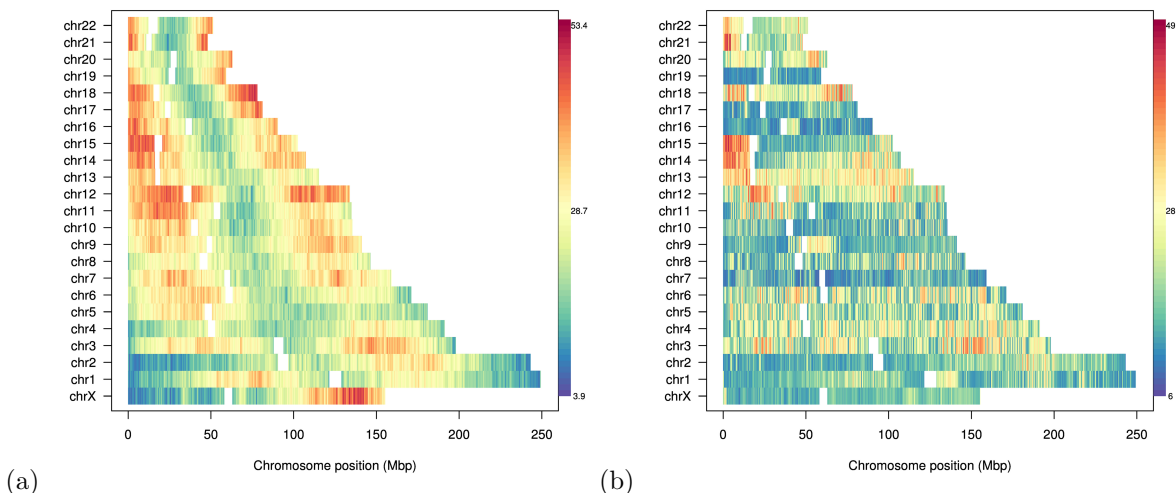 chr22
chr21
chr20
chr19
chr18
chr17
chr16
chr15
chr14
chr13
chr12
chr11
chr10
chr9
chr8
chr7
chr6
chr5
chr4
chr3
chr2
chr1
chrX
0 50 100 150 200 250
Chromosome position (Mbp)
53.4
28.7
3.9
(a)
chr22
chr21
chr20
chr19
chr18
chr17
chr16
chr15
chr14
chr13
chr12
chr11
chr10
chr9
chr8
chr7
chr6
chr5
chr4
chr3
chr2
chr1
chrX
0 50 100 150 200 250
Chromosome position (Mbp)
49
28
6
(b)